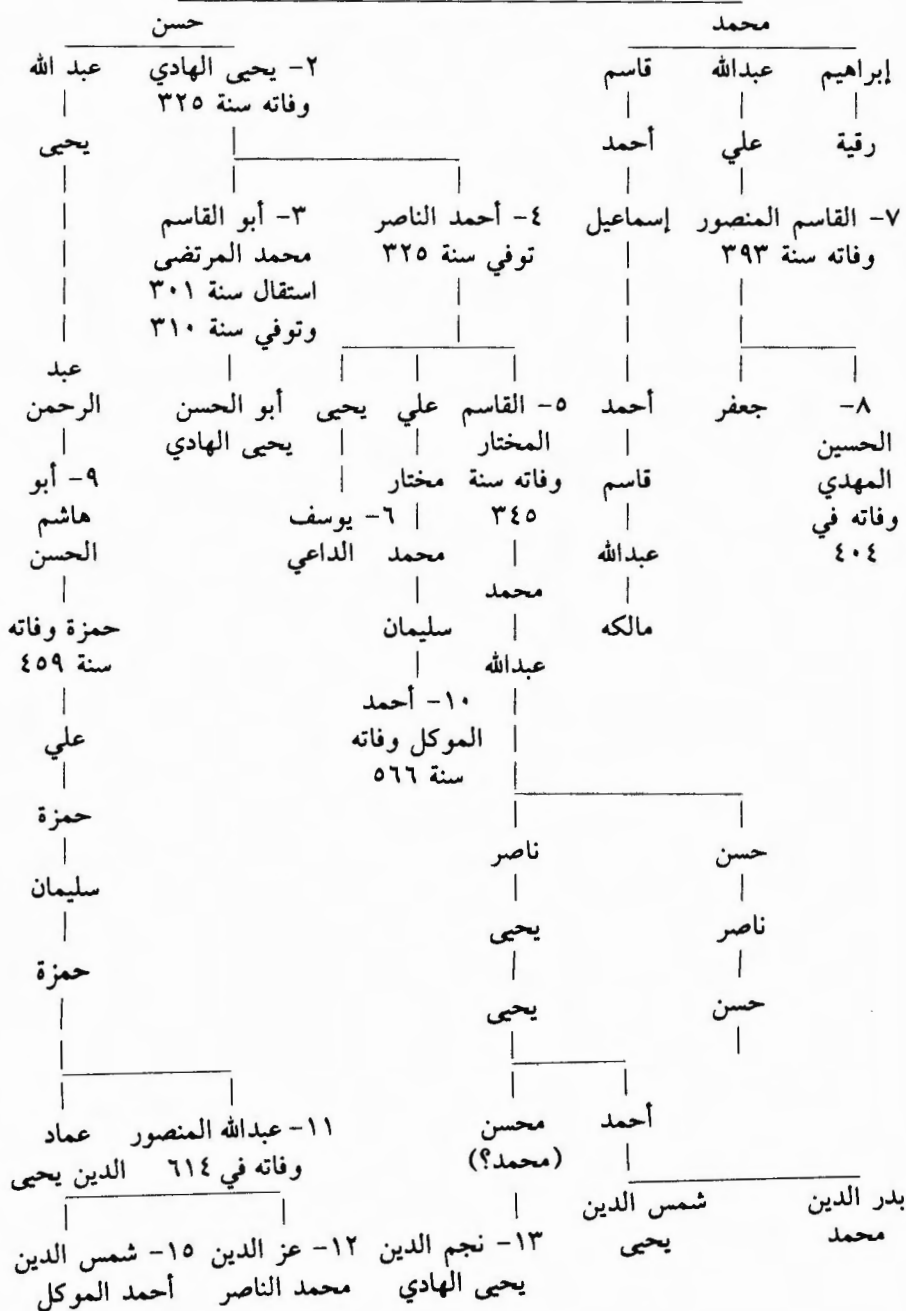 محمد
حسن
إبراهيم
عبدالله
قاسم
٢- يحيى الهادي
وفاته سنة ٣٢٥
عبد الله
رقية
علي
أحمد
يحيى
٧- القاسم المنصور
وفاته سنة ٣٩٣
إسماعيل
٤- أحمد الناصر
توفي سنة ٣٢٥
٣- أبو القاسم
محمد المرتضى
استقال سنة ٣٠١
وتوفي سنة ٣١٠
عبد
الرحمن
٨-
الحسين
المهدي
وفاته في
٤٠٤
جعفر
أحمد
٥- القاسم
المختار
وفاته سنة
٣٤٥
علي
يحيى
أبو الحسن
يحيى الهادي
قاسم
مختار
٩- أبو
هاشم
الحسن
٦- يوسف
الداعي
عبدالله
محمد
محمد
مالكه
سليمان
حمزة وفاته
سنة ٤٥٩
عبدالله
١٠- أحمد
الموكل وفاته
سنة ٥٦٦
علي
حمزة
حسن
ناصر
سليمان
ناصر
يحيى
حمزة
حسن
يحيى
أحمد
محسن
(محمد؟)
١١- عبدالله المنصور
وفاته في ٦١٤
عماد
الدين يحيى
بدر الدين
محمد
شمس الدين
يحيى
١٣- نجم الدين
يحيى الهادي
١٢- عز الدين
محمد الناصر
١٥- شمس الدين
أحمد الموكل